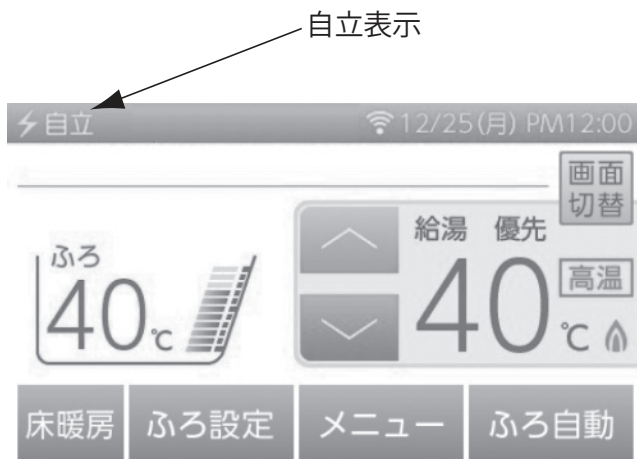 自立表示
自立 12/25(月) PM12:00
画面
切替
給湯 優先
ふろ
40℃
40℃
高温
床暖房 ふろ設定 メニュー ふろ自動